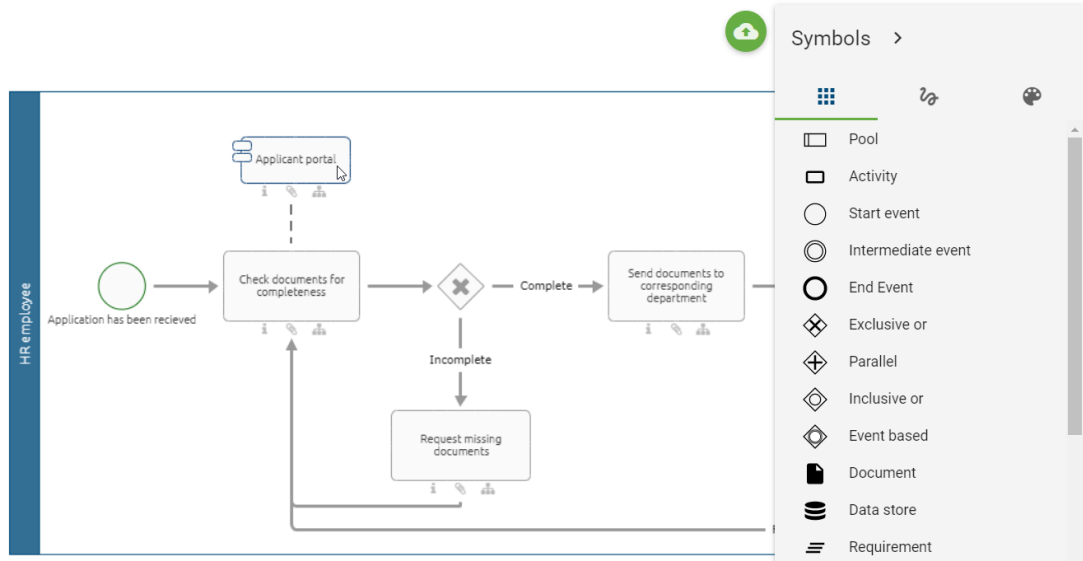 Symbols
HR employee
Applicant portal
Application has been recieved
Check documents for
completeness
Complete
Send documents to
corresponding
department
Incomplete
Request missing
documents
Pool
Activity
Start event
Intermediate event
End Event
Exclusive or
Parallel
Inclusive or
Event based
Document
Data store
Requirement